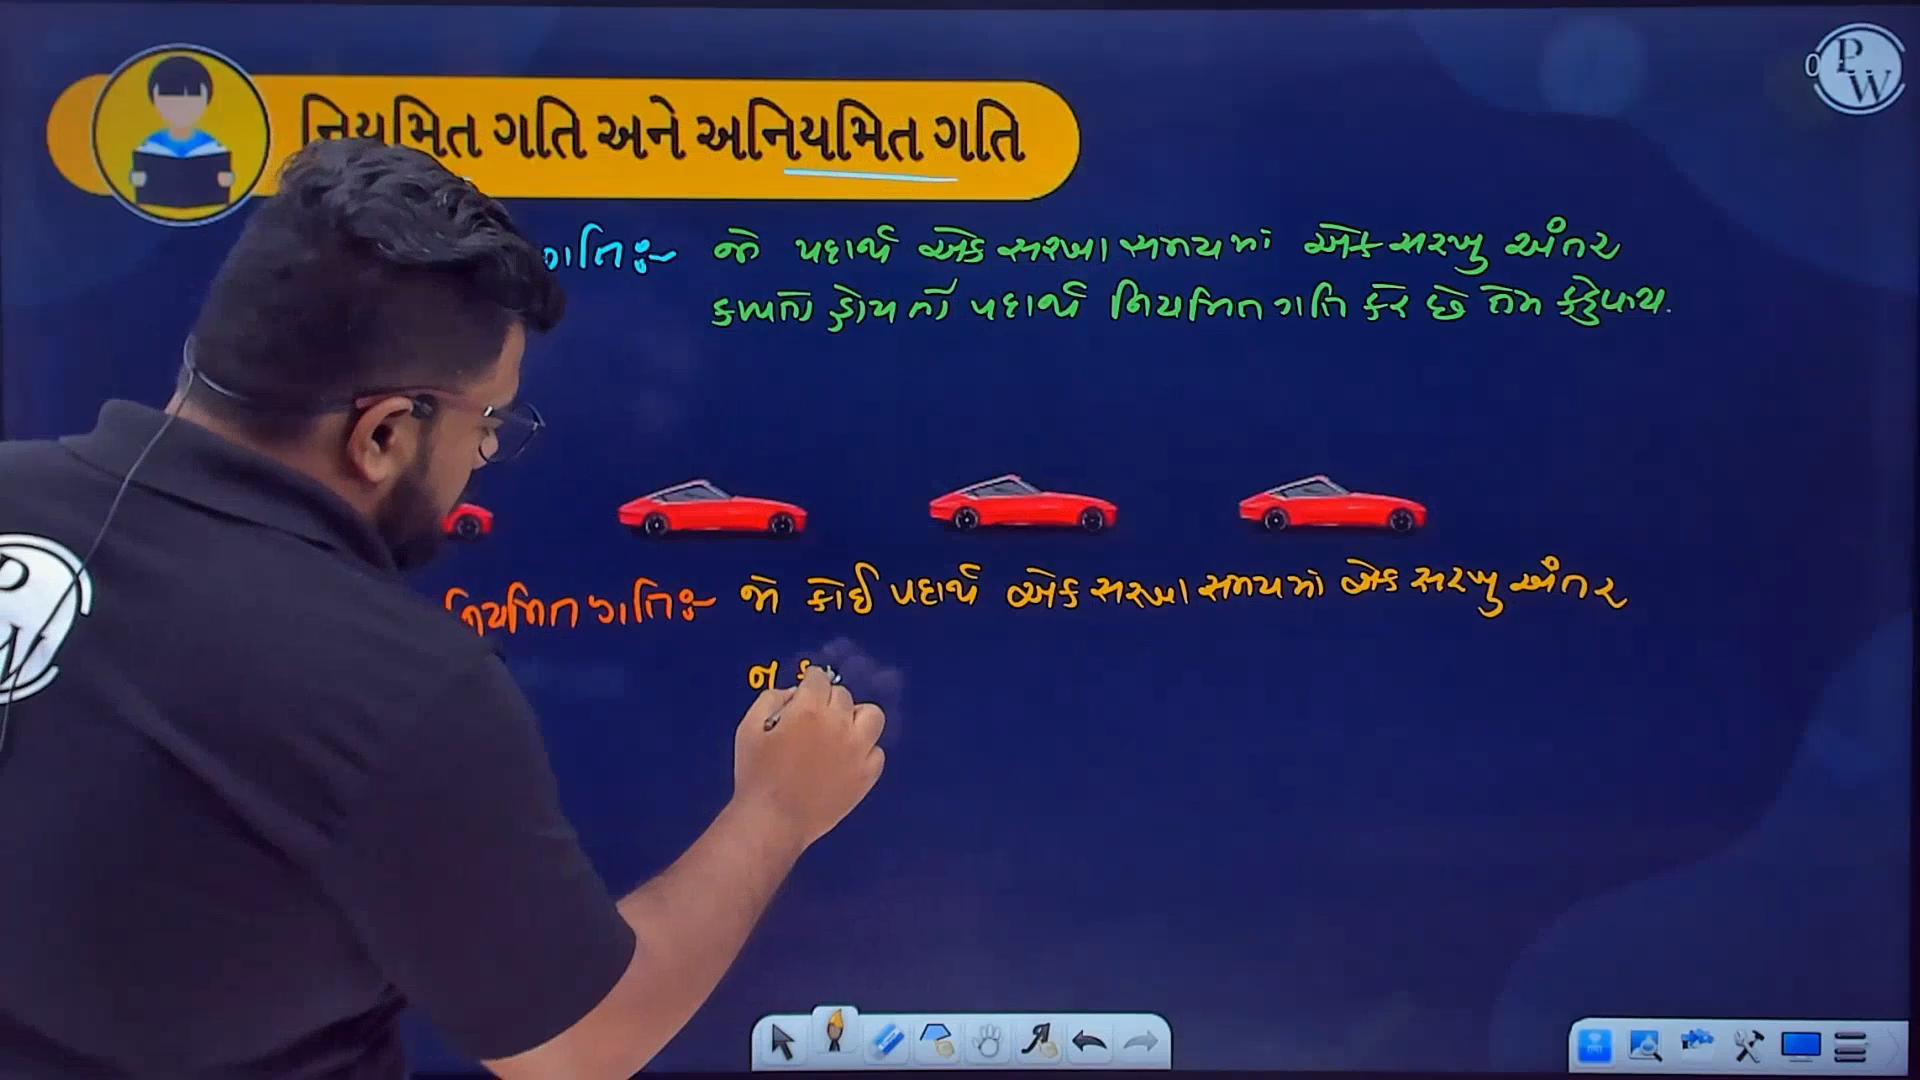 નિયમિત ગતિ અને અનિયમિત ગતિ
PW
ગતિઃ- જો પદાર્થ એક સરખા સમયમાં એક સરખુ અંતર
કાપતો હોય તો પદાર્થ નિયમિત ગતિ કરે છે તેમ કહેવાય.
નિયમિત ગતિઃ- જો કોઈ પદાર્થ એક સરખા સમયમાં એક સરખુ અંતર
ન
PW